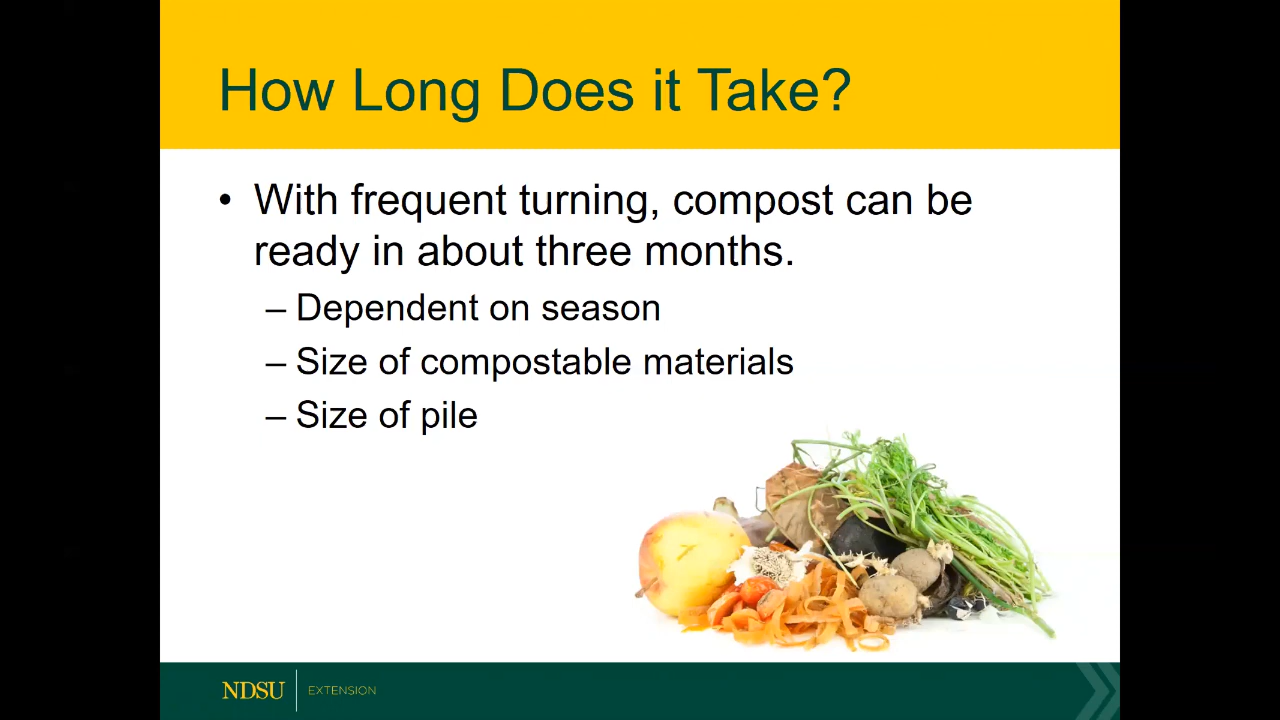 How Long Does it Take?
• With frequent turning, compost can be
ready in about three months.
– Dependent on season
– Size of compostable materials
– Size of pile
NDSU EXTENSION